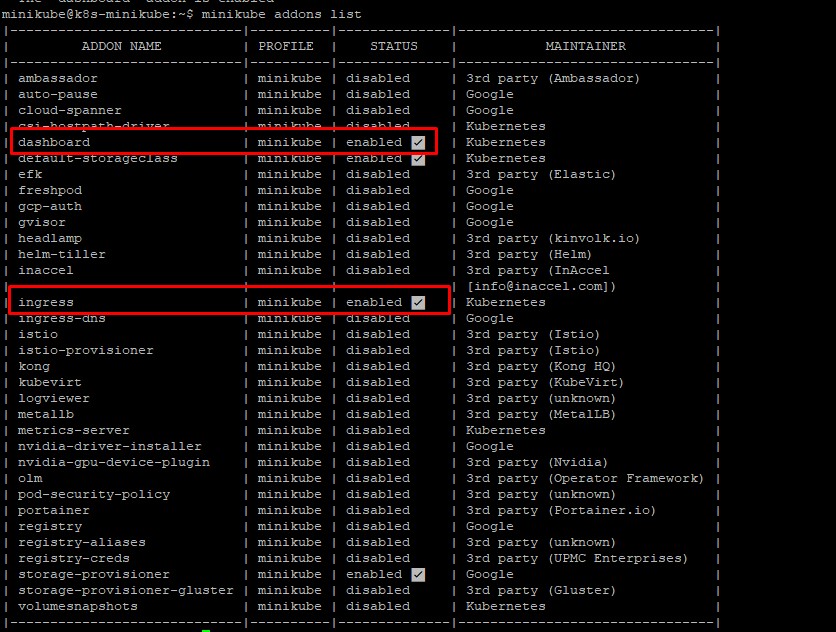 The "dashboard" addon is enabled
minikube@k8s-minikube:~$ minikube addons list
|-----------------------------|----------|--------------|--------------------------------|
| ADDON NAME | PROFILE | STATUS | MAINTAINER |
|-----------------------------|----------|--------------|--------------------------------|
| ambassador | minikube | disabled | 3rd party (Ambassador) |
| auto-pause | minikube | disabled | Google |
| cloud-spanner | minikube | disabled | Google |
| csi-hostpath-driver | minikube | disabled | Kubernetes |
| dashboard | minikube | enabled ✅ | Kubernetes |
| default-storageclass | minikube | enabled ✅ | Kubernetes |
| efk | minikube | disabled | 3rd party (Elastic) |
| freshpod | minikube | disabled | Google |
| gcp-auth | minikube | disabled | Google |
| gvisor | minikube | disabled | Google |
| headlamp | minikube | disabled | 3rd party (kinvolk.io) |
| helm-tiller | minikube | disabled | 3rd party (Helm) |
| inaccel | minikube | disabled | 3rd party (InAccel |
| | | | [info@inaccel.com]) |
| ingress | minikube | enabled ✅ | Kubernetes |
| ingress-dns | minikube | disabled | Google |
| istio | minikube | disabled | 3rd party (Istio) |
| istio-provisioner | minikube | disabled | 3rd party (Istio) |
| kong | minikube | disabled | 3rd party (Kong HQ) |
| kubevirt | minikube | disabled | 3rd party (KubeVirt) |
| logviewer | minikube | disabled | 3rd party (unknown) |
| metallb | minikube | disabled | 3rd party (MetalLB) |
| metrics-server | minikube | disabled | Kubernetes |
| nvidia-driver-installer | minikube | disabled | Google |
| nvidia-gpu-device-plugin | minikube | disabled | 3rd party (Nvidia) |
| olm | minikube | disabled | 3rd party (Operator Framework) |
| pod-security-policy | minikube | disabled | 3rd party (unknown) |
| portainer | minikube | disabled | 3rd party (Portainer.io) |
| registry | minikube | disabled | Google |
| registry-aliases | minikube | disabled | 3rd party (unknown) |
| registry-creds | minikube | disabled | 3rd party (UPMC Enterprises) |
| storage-provisioner | minikube | enabled ✅ | Google |
| storage-provisioner-gluster | minikube | disabled | 3rd party (Gluster) |
| volumesnapshots | minikube | disabled | Kubernetes |
|-----------------------------|----------|--------------|--------------------------------|